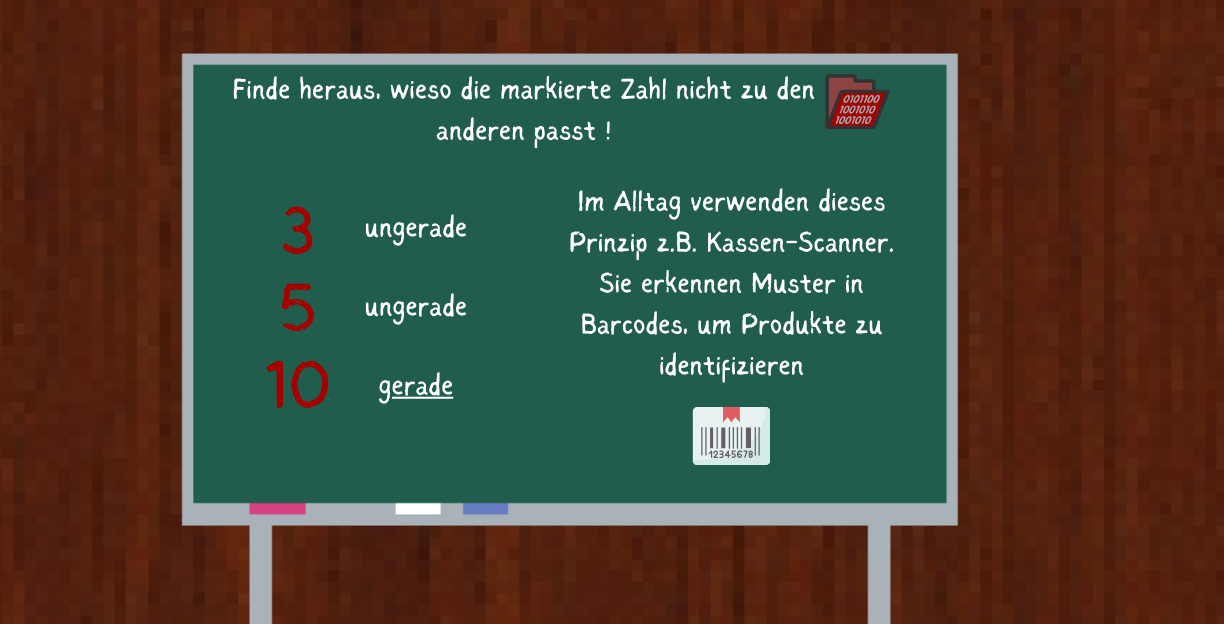 Finde heraus, wieso die markierte Zahl nicht zu den
anderen passt !
0101100
1001010
1001010
3 ungerade
5 ungerade
10 gerade
Im Alltag verwenden dieses
Prinzip z.B. Kassen-Scanner.
Sie erkennen Muster in
Barcodes, um Produkte zu
identifizieren
12345678